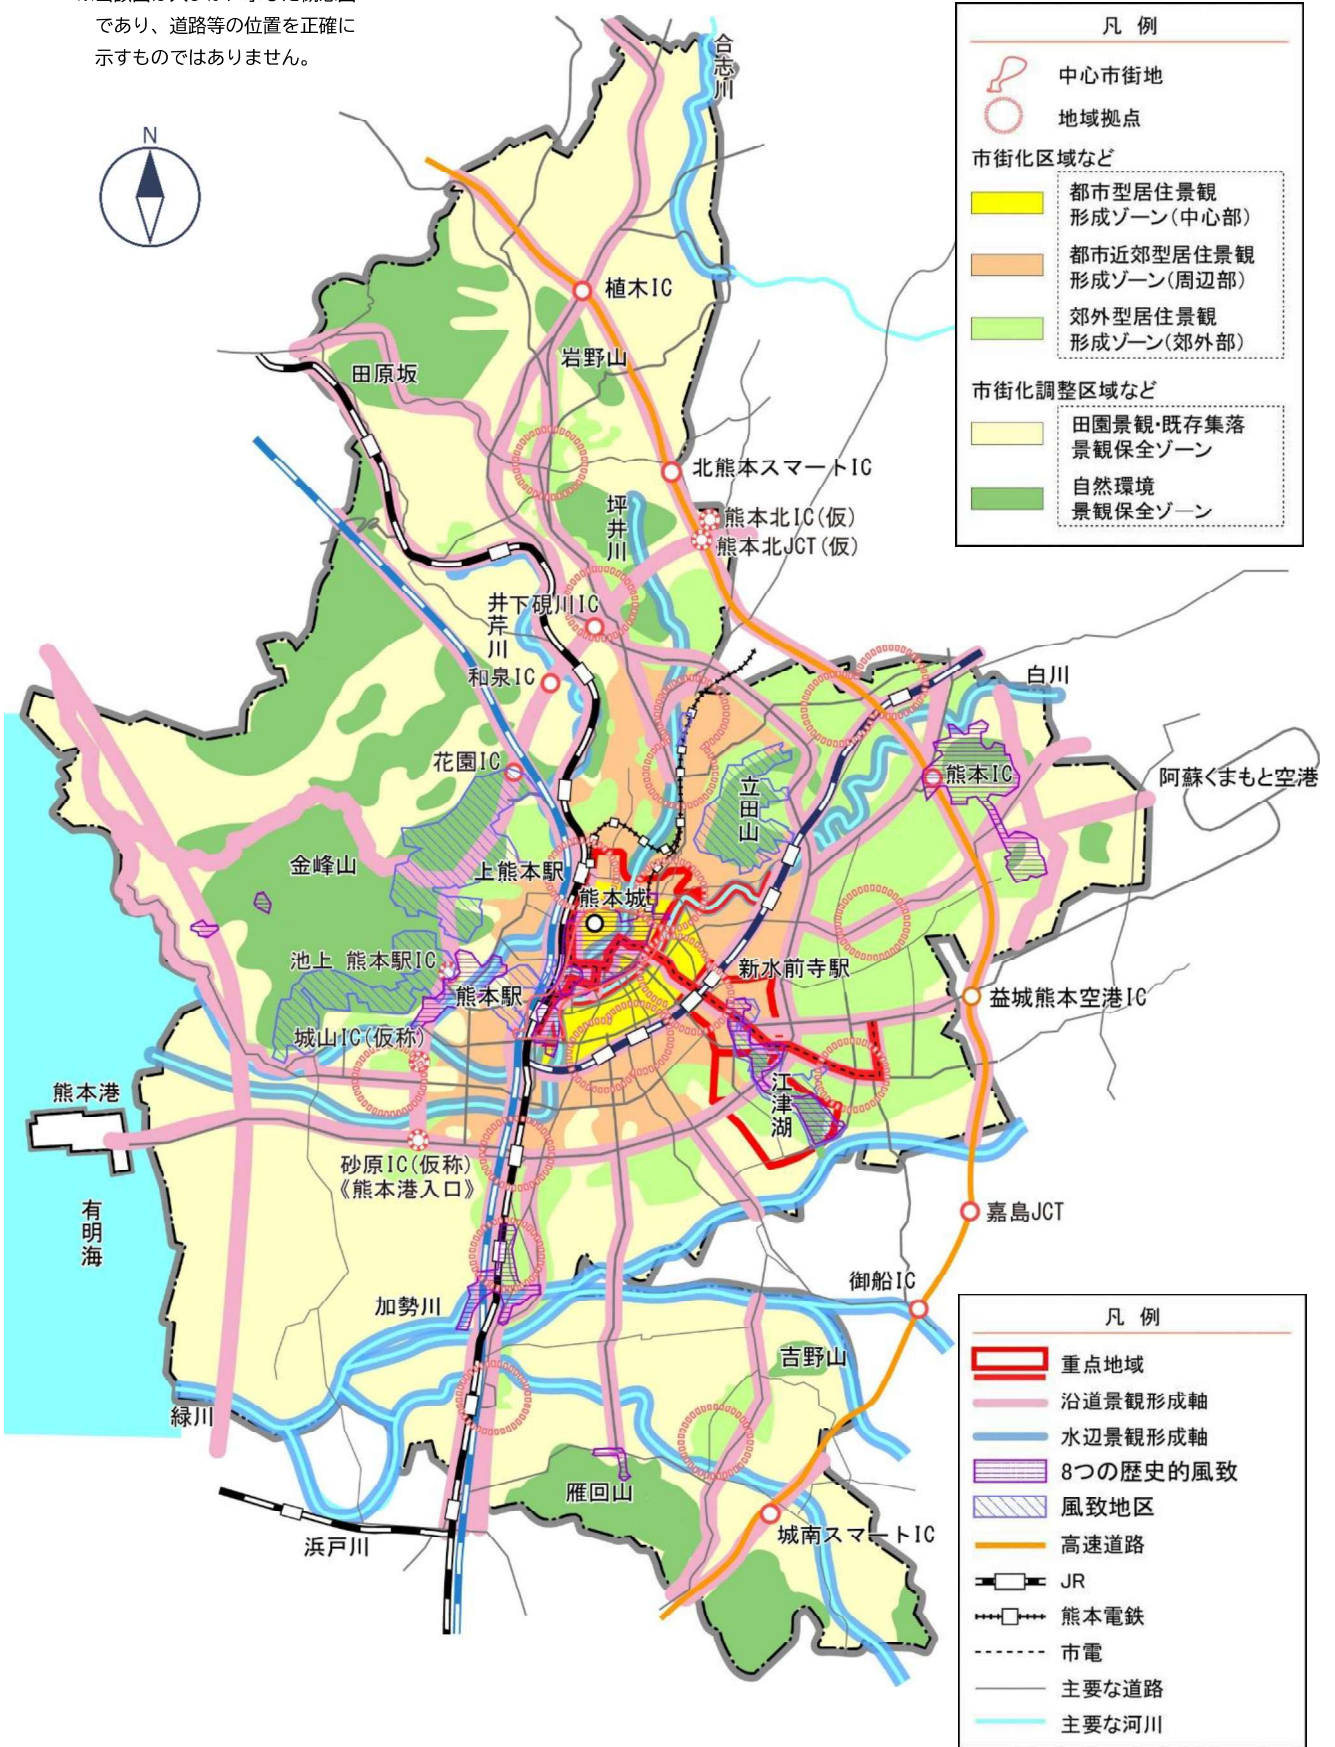 であり、道路等の位置を正確に
示すものではありません。
N
合志川
植木IC
岩野山
田原坂
北熊本スマートIC
坪井川
熊本北IC(仮)
熊本北JCT(仮)
下硯川IC
井芹川
和泉IC
白川
花園IC
熊本IC
阿蘇くまもと空港
立田山
金峰山
上熊本駅
熊本城
池上 熊本駅IC
新水前寺駅
熊本駅
益城熊本空港IC
城山IC(仮称)
熊本港
江津湖
砂原IC(仮称)
《熊本港入口》
有明海
嘉島JCT
御船IC
加勢川
吉野山
緑川
雁回山
城南スマートIC
浜戸川
凡 例
中心市街地
地域拠点
市街化区域など
都市型居住景観
形成ゾーン(中心部)
都市近郊型居住景観
形成ゾーン(周辺部)
郊外型居住景観
形成ゾーン(郊外部)
市街化調整区域など
田園景観・既存集落
景観保全ゾーン
自然環境
景観保全ゾーン
凡 例
重点地域
沿道景観形成軸
水辺景観形成軸
8つの歴史的風致
風致地区
高速道路
JR
熊本電鉄
市電
主要な道路
主要な河川